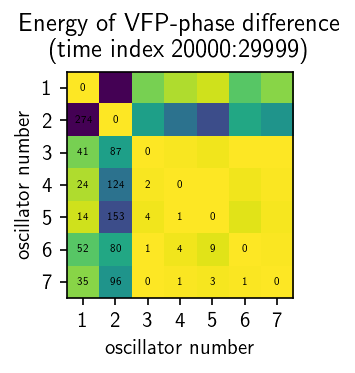 Energy of VFP-phase difference
(time index 20000:29999)
oscillator number
1
2
3
4
5
6
7
0
274 0
41 87 0
24 124 2 0
14 153 4 1 0
52 80 1 4 9 0
35 96 0 1 3 1 0
1 2 3 4 5 6 7
oscillator number